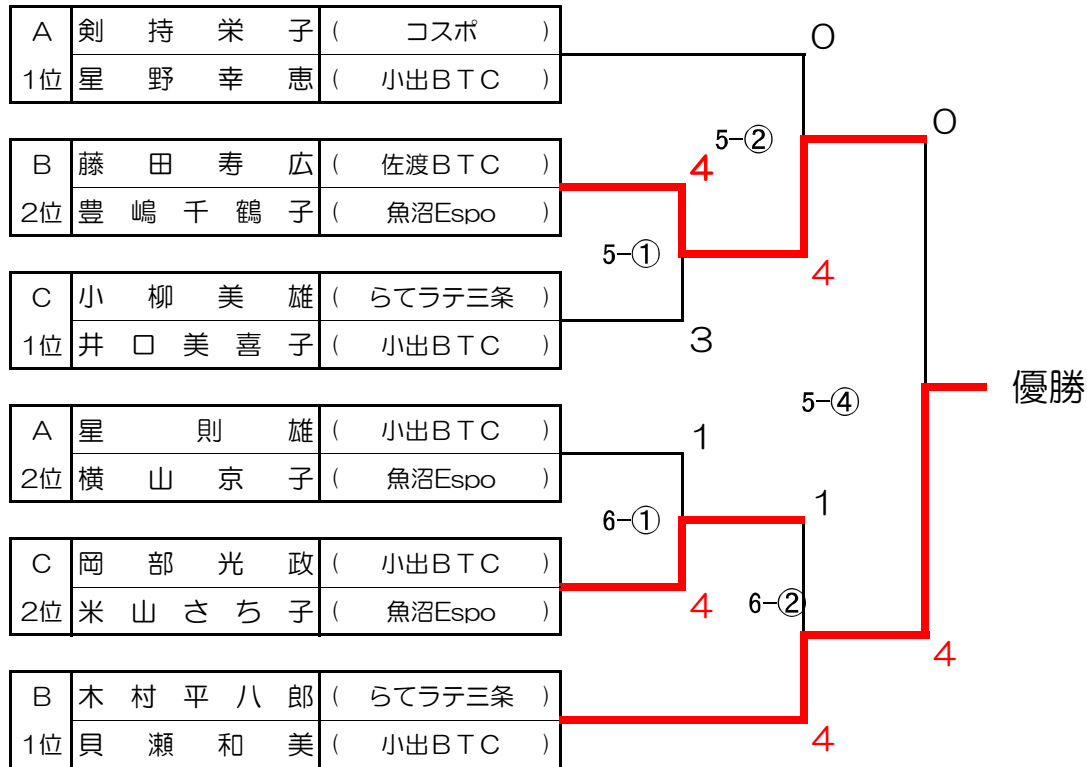 A 剣持栄子 ( コスポ )
1位 星野幸恵 ( 小出BTC )
0
5-②
0
B 藤田寿広 ( 佐渡BTC )
2位 豊嶋千鶴子 ( 魚沼Espo )
4
5-①
4
C 小柳美雄 ( らてラテ三条 )
1位 井口美喜子 ( 小出BTC )
3
5-④
優勝
A 星則雄 ( 小出BTC )
2位 横山京子 ( 魚沼Espo )
1
6-①
1
C 岡部光政 ( 小出BTC )
2位 米山さち子 ( 魚沼Espo )
4
6-②
4
B 木村平八郎 ( らてラテ三条 )
1位 貝瀬和美 ( 小出BTC )
4